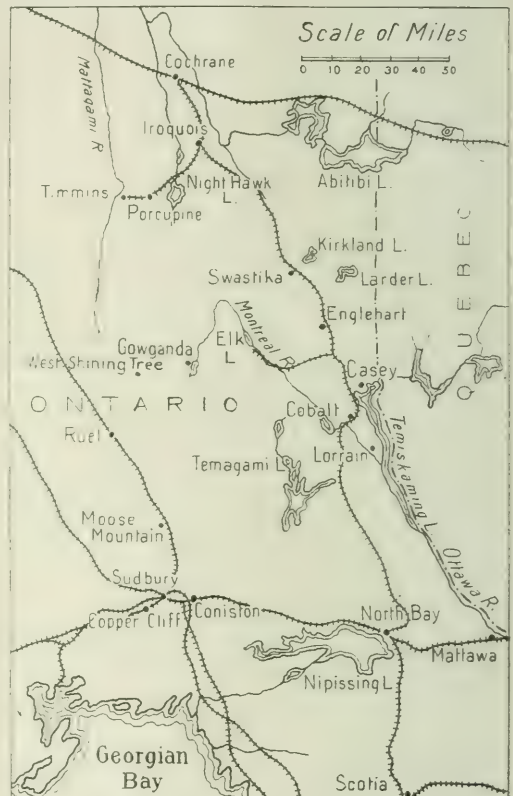 Scale of Miles
0 10 20 30 40 50
Cochrane
Mattagami R
Iroquois
Abitibi L.
Night Hawk
L.
Timmins
Porcupine
QUEBEC
Kirkland L.
Swastika
Larder L.
Montreal R
Englehart
Elk
L
Gowganda
West Shining Tree
Casey
ONTARIO
Cobalt
Ruel
Lorrain
Temagami L
Temiskaming L
Ottawa R.
Moose
Mountain
Sudbury
Coniston
Copper Cliff
North Bay
Mattawa
Nipissing L
Georgian
Bay
Scotia